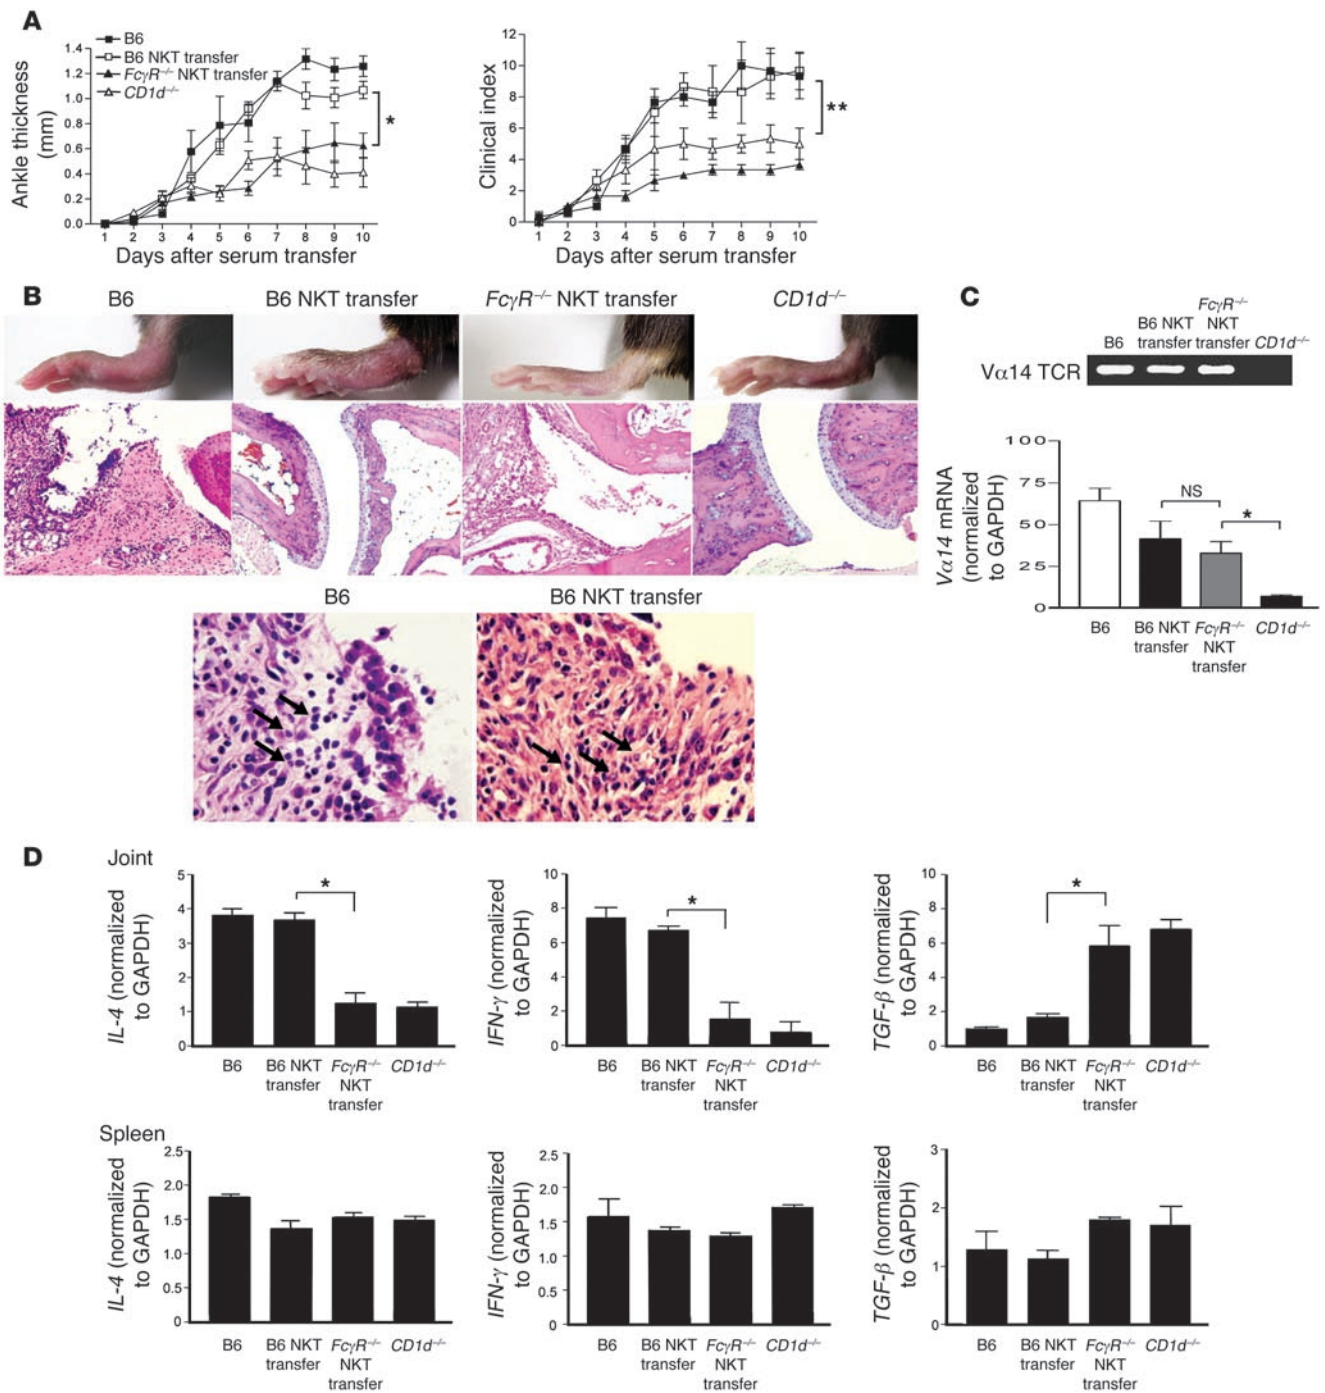 A
B6
B6 NKT transfer
FcγR–/– NKT transfer
CD1d–/–
Ankle thickness
(mm)
1.4
1.2
1.0
0.8
0.6
0.4
0.2
0.0
1 2 3 4 5 6 7 8 9 10
Days after serum transfer
*
Clinical index
12
10
8
6
4
2
0
1 2 3 4 5 6 7 8 9 10
Days after serum transfer
**
B
B6
B6 NKT transfer
FcγR–/– NKT transfer
CD1d–/–
B6
B6 NKT transfer
C
B6
B6 NKT
transfer
FcγR–/–
NKT
transfer
CD1d–/–
Vα14 TCR
Vα14 mRNA
(normalized
to GAPDH)
100
75
50
25
0
NS
*
B6
B6 NKT
transfer
FcγR–/–
NKT
transfer
CD1d–/–
D
Joint
IL-4 (normalized
to GAPDH)
5
4
3
2
1
0
*
B6
B6 NKT
transfer
FcγR–/–
NKT
transfer
CD1d–/–
IFN-γ (normalized
to GAPDH)
10
8
6
4
2
0
*
B6
B6 NKT
transfer
FcγR–/–
NKT
transfer
CD1d–/–
TGF-β (normalized
to GAPDH)
10
8
6
4
2
0
*
B6
B6 NKT
transfer
FcγR–/–
NKT
transfer
CD1d–/–
Spleen
IL-4 (normalized
to GAPDH)
2.5
2.0
1.5
1.0
0.5
0
B6
B6 NKT
transfer
FcγR–/–
NKT
transfer
CD1d–/–
IFN-γ (normalized
to GAPDH)
2.5
2.0
1.5
1.0
0.5
0
B6
B6 NKT
transfer
FcγR–/–
NKT
transfer
CD1d–/–
TGF-β (normalized
to GAPDH)
3
2
1
0
B6
B6 NKT
transfer
FcγR–/–
NKT
transfer
CD1d–/–